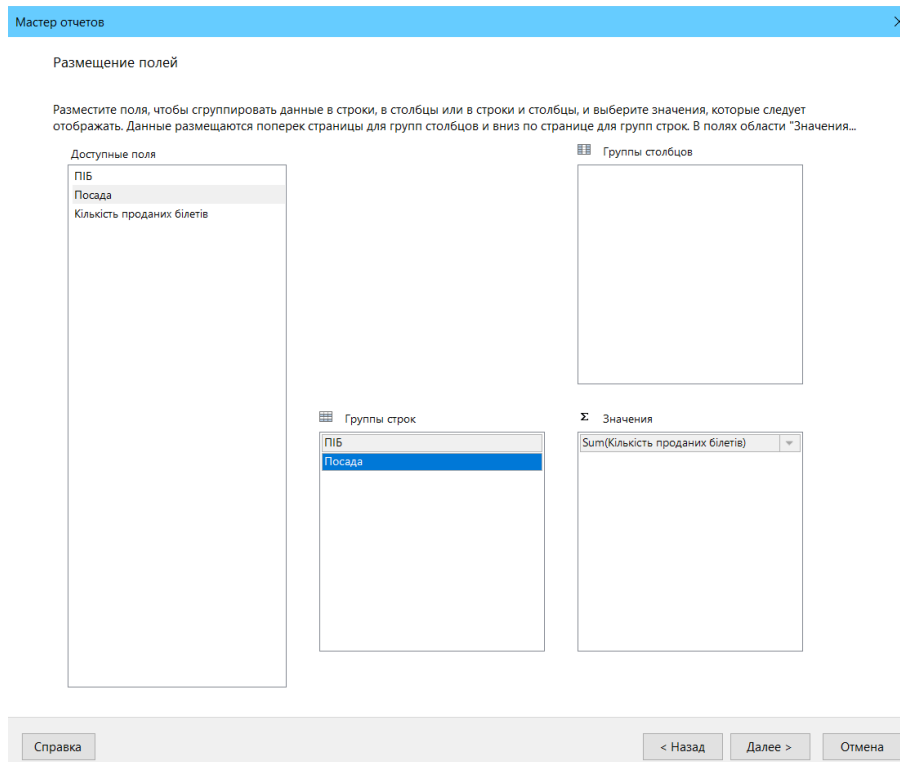 Мастер отчетов
Размещение полей
Разместите поля, чтобы сгруппировать данные в строки, в столбцы или в строки и столбцы, и выберите значения, которые следует
отображать. Данные размещаются поперек страницы для групп столбцов и вниз по странице для групп строк. В полях области "Значения...
Доступные поля
Группы столбцов
ПІБ
Посада
Кількість проданих білетів
Группы строк
Σ Значения
ПІБ
Sum(Кількість проданих білетів)
Посада
Справка
< Назад
Далее >
Отмена